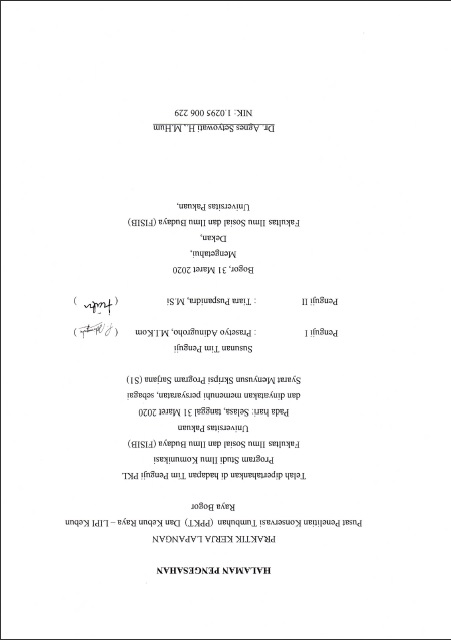 HALAMAN PENGESAHAN
PRAKTIK KERJA LAPANGAN
Pusat Penelitian Konservasi Tumbuhan (PPKT) Dan Kebun Raya – LIPI Kebun
Raya Bogor
Telah dipertahankan di hadapan Tim Penguji PKL
Program Studi Ilmu Komunikasi
Fakultas Ilmu Sosial dan Ilmu Budaya (FISIB)
Universitas Pakuan
Pada hari: Selasa, tanggal 31 Maret 2020
dan dinyatakan memenuhi persyaratan, sebagai
Syarat Menyusun Skripsi Program Sarjana (S1)
Susunan Tim Penguji
Penguji I : Prasetyo Adinugroho, M.I.Kom ( )
Penguji II : Tiara Puspanidra, M.Si ( )
Bogor, 31 Maret 2020
Mengetahui,
Dekan,
Fakultas Ilmu Sosial dan Ilmu Budaya (FISIB)
Universitas Pakuan,
Dr. Agnes Setyowati H., M.Hum
NIK: 1.0295 006 229